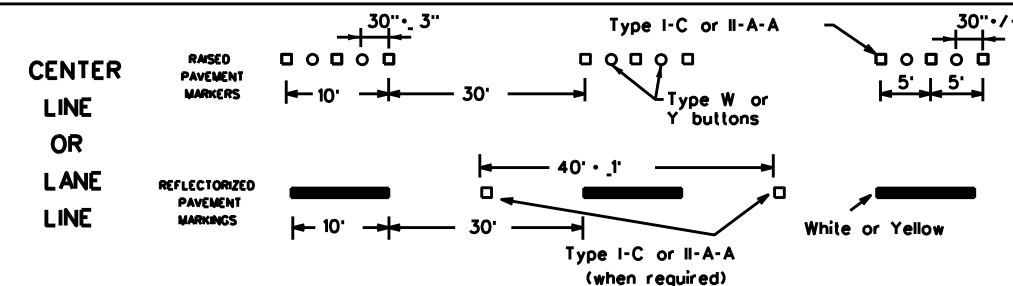 CENTER
LINE
OR
LANE
LINE
RAISED
PAVEMENT
MARKERS
30"·_ 3"
Type I-C or II-A-A
30"·/
10'
30'
Type W or
Y buttons
5' 5'
REFLECTORIZED
PAVEMENT
MARKINGS
40' · _1'
10'
30'
Type I-C or II-A-A
(when required)
White or Yellow